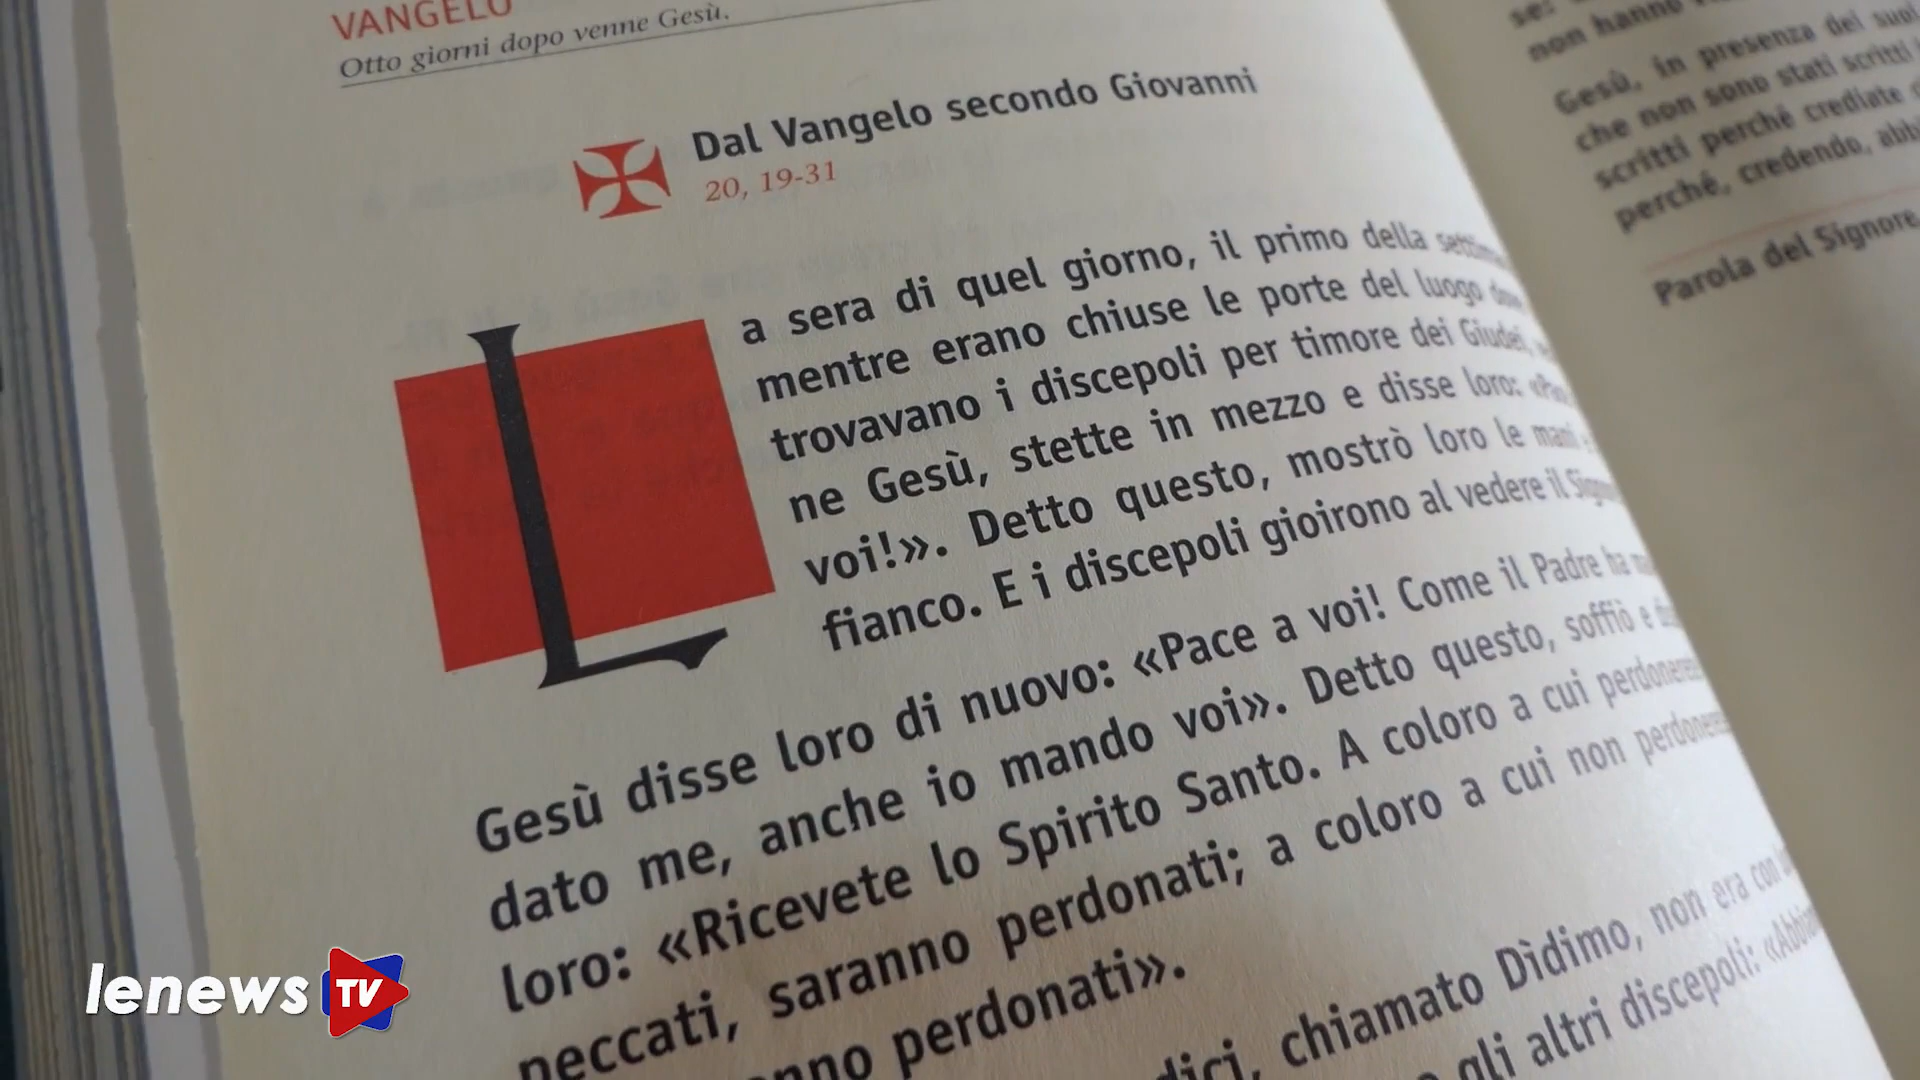 VANGELO
Otto giorni dopo venne Gesù.
Dal Vangelo secondo Giovanni
20, 19-31
La sera di quel giorno, il primo della
mentre erano chiuse le porte del luogo
trovavano i discepoli per timore dei Giudei,
ne Gesù, stette in mezzo e disse loro:
voi!». Detto questo, mostrò loro le mani
fianco. E i discepoli gioirono al vedere il
Gesù disse loro di nuovo: «Pace a voi! Come il Padre ha
dato me, anche io mando voi». Detto questo, soffiò e
loro: «Ricevete lo Spirito Santo. A coloro a cui
peccati, saranno perdonati; a coloro a cui non
perdonati».
chiamato Dìdimo, non era con
gli altri discepoli:
non hanno
Gesù, in presenza dei suoi
che non sono stati scritti
scritti perché crediate
perché, credendo,
Parola del Signore.
lenews TV